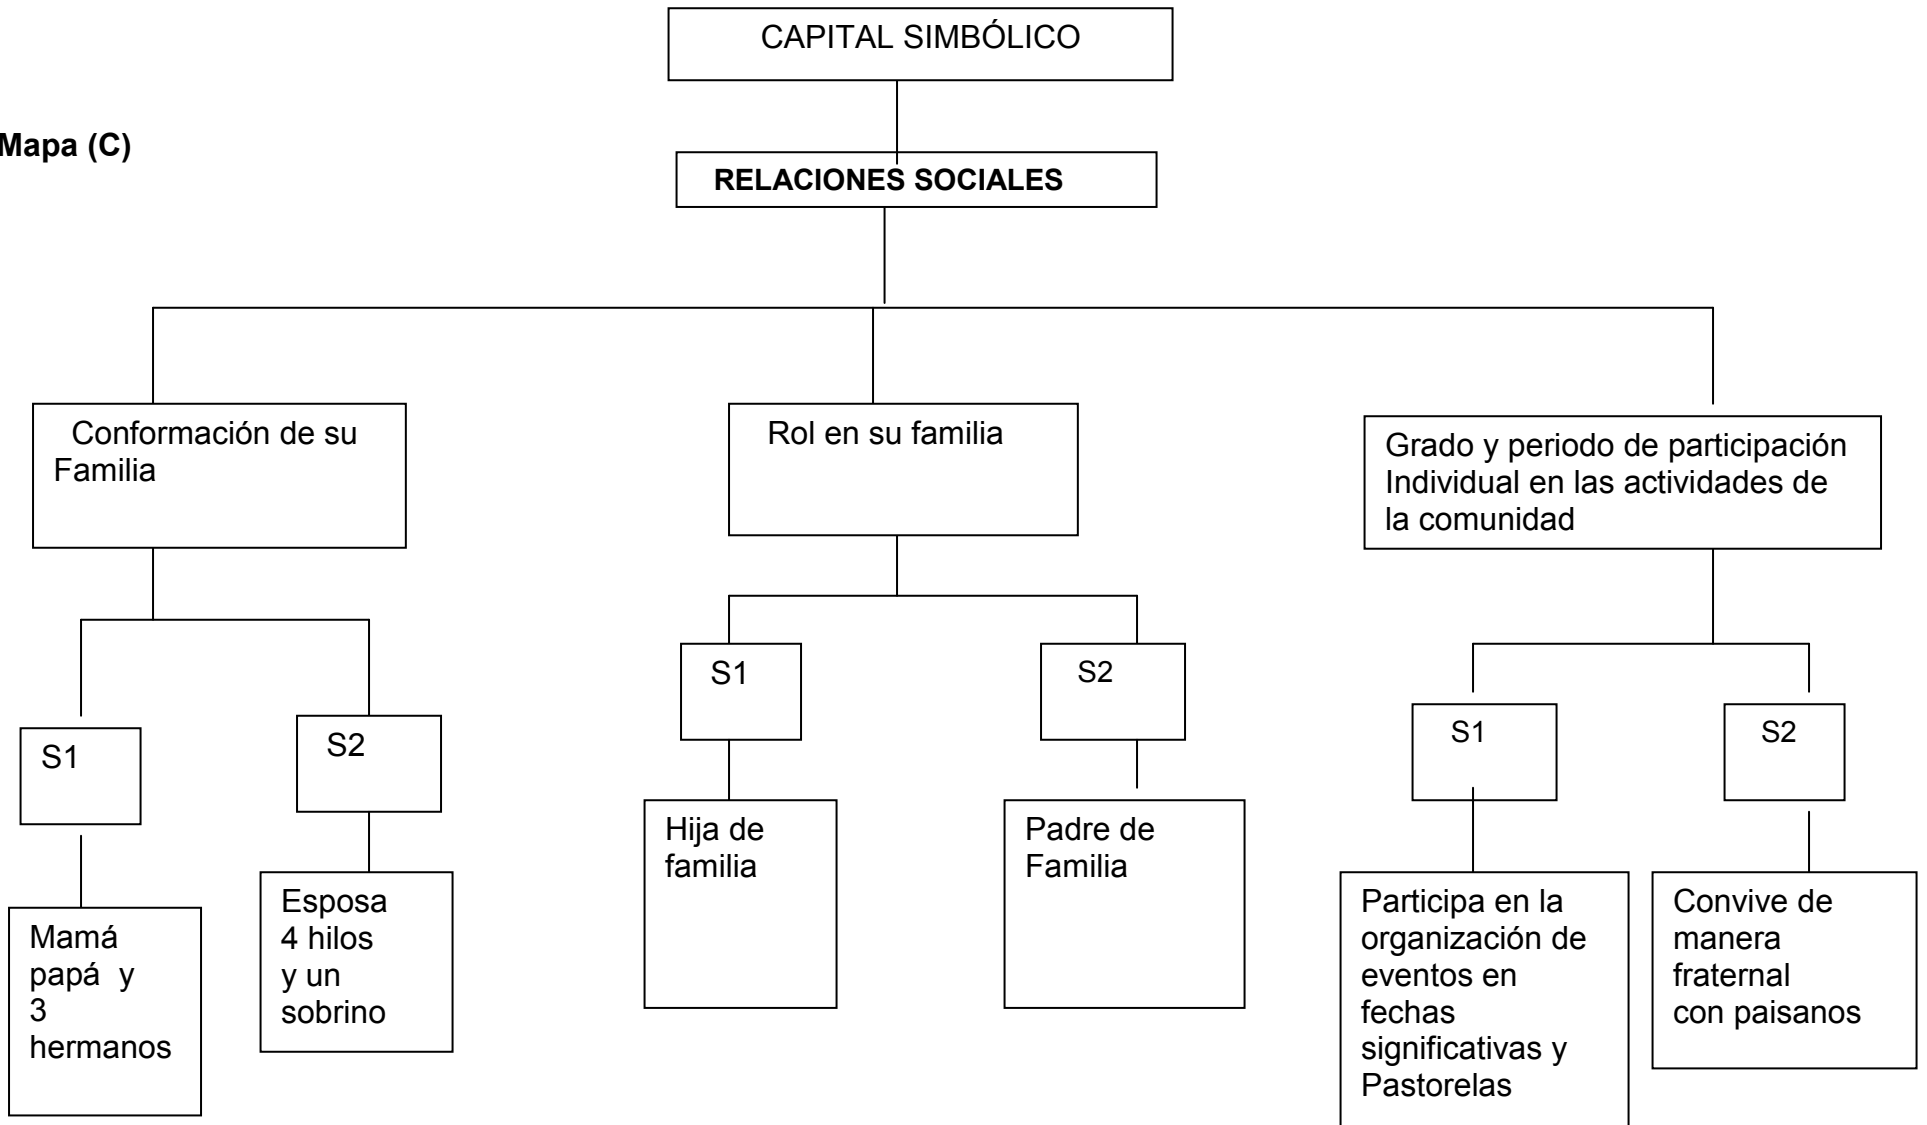 CAPITAL SIMBÓLICO
Mapa (C)
RELACIONES SOCIALES
Conformación de su
Familia
Rol en su familia
Grado y periodo de participación
Individual en las actividades de
la comunidad
S1
S2
S1
S2
S1
S2
Mamá
papá y
3
hermanos
Esposa
4 hilos
y un
sobrino
Hija de
familia
Padre de
Familia
Participa en la
organización de
eventos en
fechas
significativas y
Pastorelas
Convive de
manera
fraternal
con paisanos